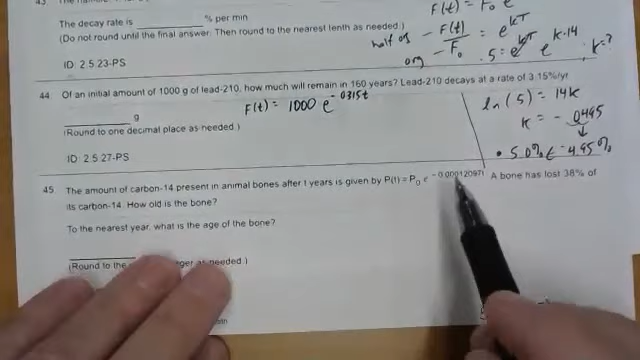 43.
F(t) = F₀ e
The decay rate is __________ % per min
(Do not round until the final answer. Then round to the nearest tenth as needed.)
half of - F(t) / F₀ = e^kT
org -
.5 = e^kT
e^k·14
k=?
ID: 2.5.23-PS
44. Of an initial amount of 1000 g of lead-210, how much will remain in 160 years? Lead-210 decays at a rate of 3.15%/yr
F(t) = 1000 e^-.0315t
__________ g
(Round to one decimal place as needed.)
ln(.5) = 14k
k = -.0495
• 5.0% ← -4.95%
ID: 2.5.27-PS
45. The amount of carbon-14 present in animal bones after t years is given by P(t) = P₀ e^-0.00012097t A bone has lost 38% of
its carbon-14. How old is the bone?
To the nearest year, what is the age of the bone?
(Round to the as needed.)